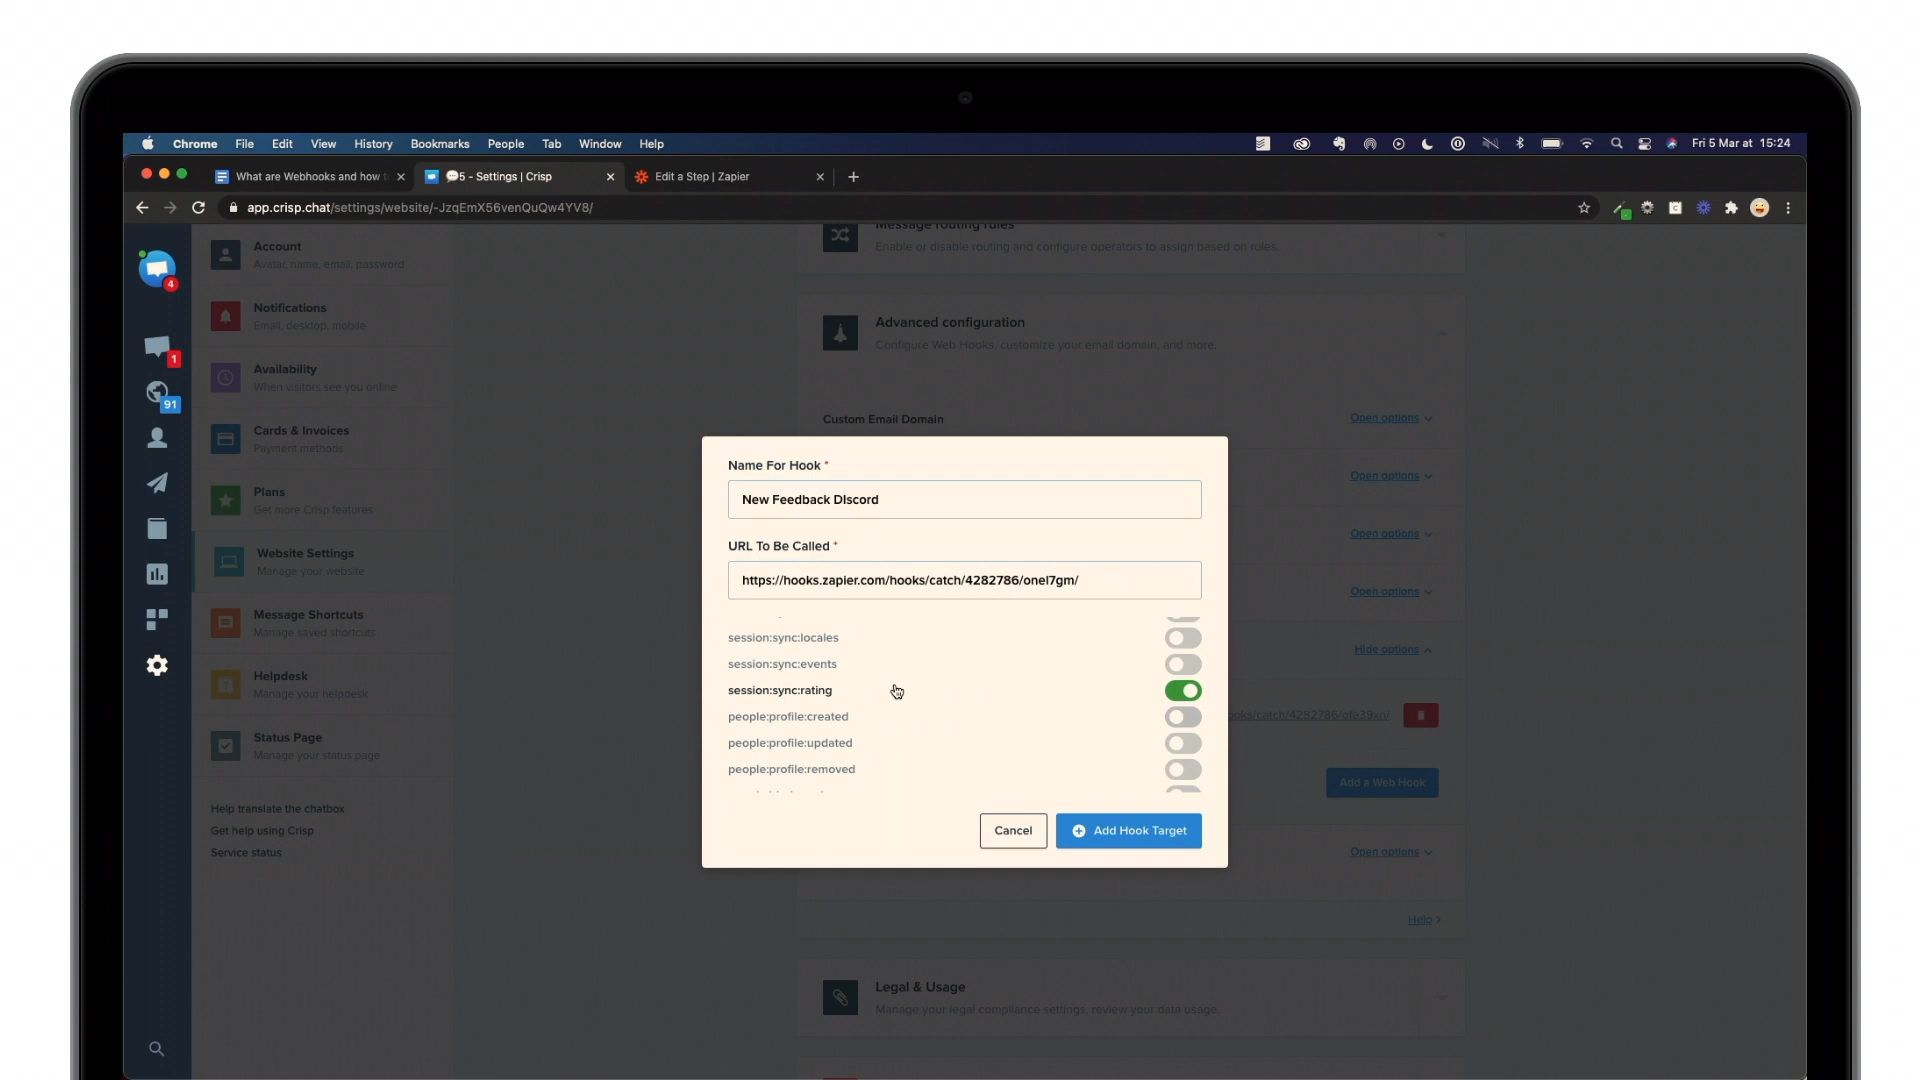 Chrome File Edit View History Bookmarks People Tab Window Help
Fri 5 Mar at 15:24
What are Webhooks and how
5 - Settings | Crisp
Edit a Step | Zapier
app.crisp.chat/settings/website/-JzqEmX56venQuQw4YV8/
4
1
91
Account
Avatar, name, email, password
Notifications
Email, desktop, mobile
Availability
When visitors see you online
Cards & Invoices
Payment methods
Plans
Get more Crisp features
Website Settings
Manage your website
Message Shortcuts
Manage saved shortcuts
Helpdesk
Manage your helpdesk
Status Page
Manage your status page
Help translate the chatbox
Get help using Crisp
Service status
Message routing rules
Enable or disable routing and configure operators to assign based on rules.
Advanced configuration
Configure Web Hooks, customize your email domain, and more.
Custom Email Domain
Open options
Open options
Open options
Open options
Hide options
Name For Hook *
New Feedback DIscord
URL To Be Called *
https://hooks.zapier.com/hooks/catch/4282786/onel7gm/
session:sync:locales
session:sync:events
session:sync:rating
people:profile:created
people:profile:updated
people:profile:removed
Cancel
Add Hook Target
/catch/4282786/ofe39xn/
Add a Web Hook
Open options
Help
Legal & Usage
Manage your legal compliance settings, review your data usage.